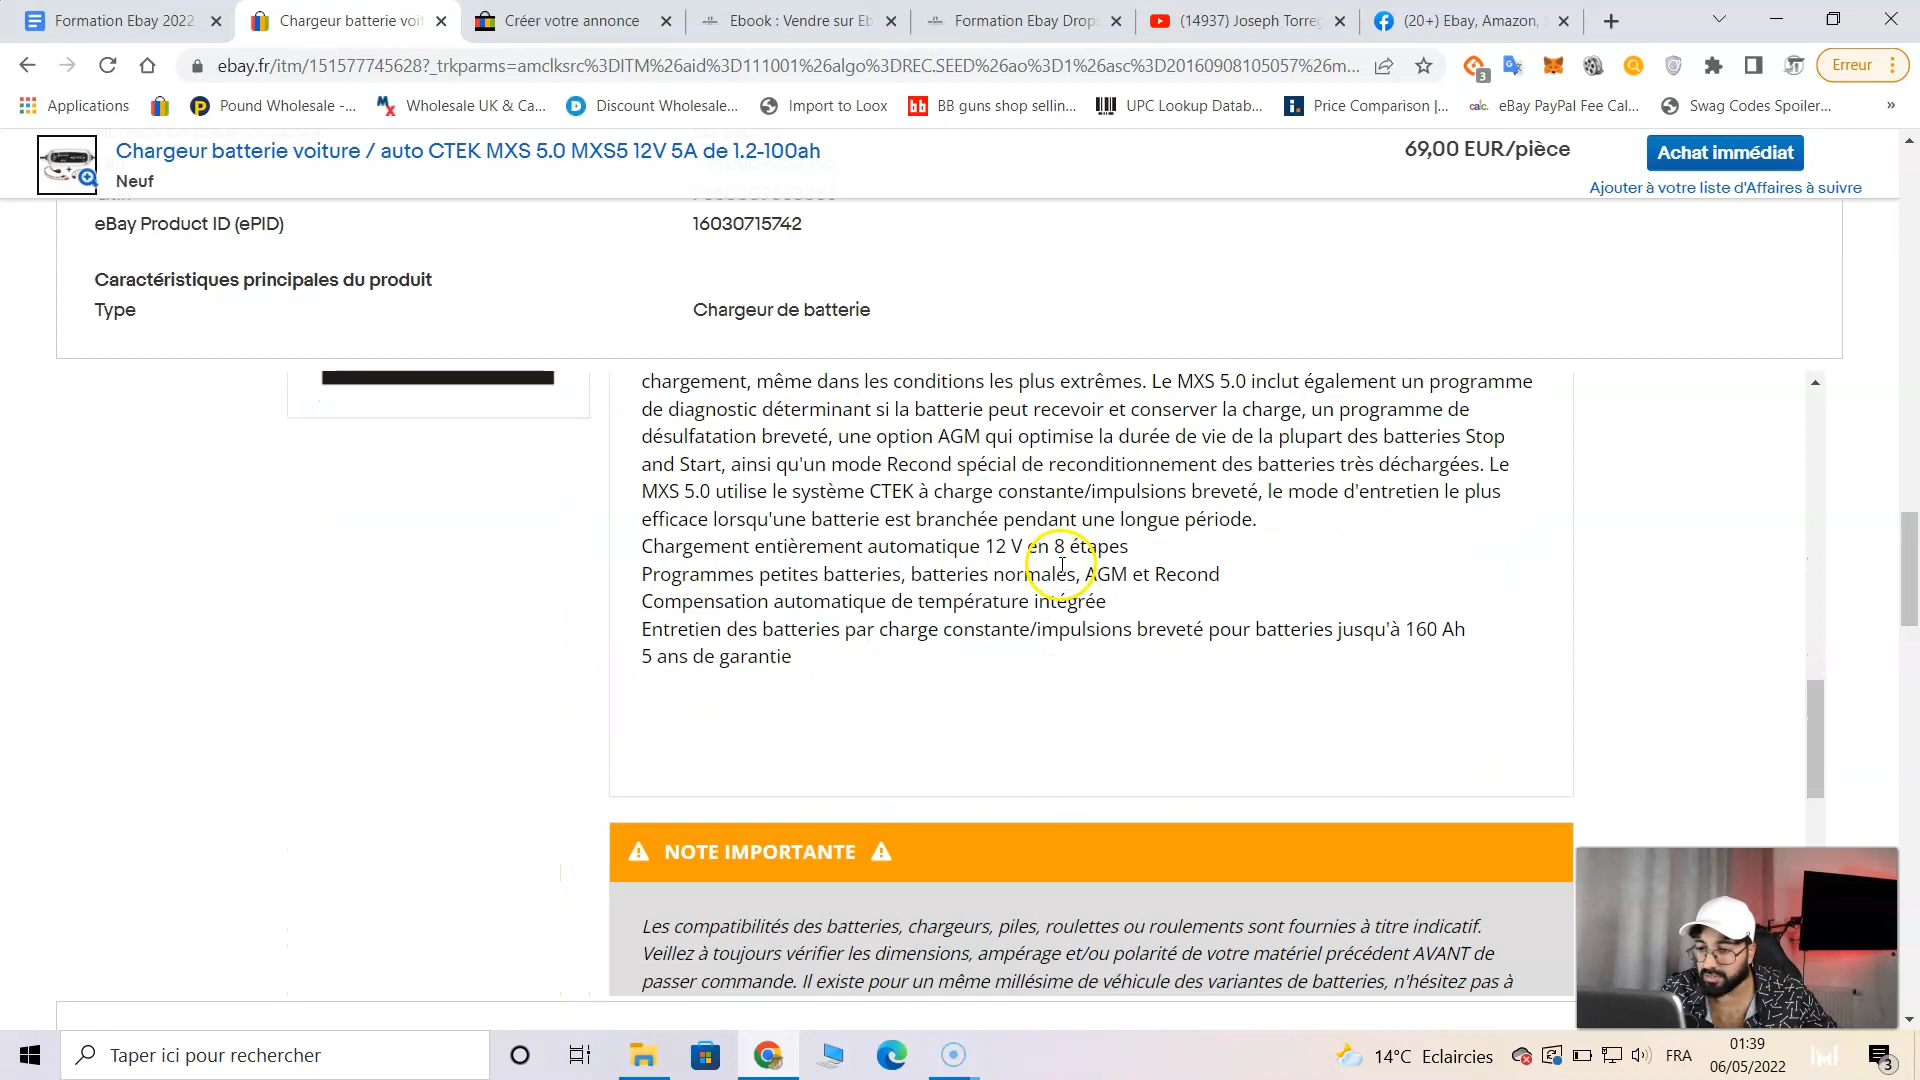 Formation Ebay 2022
Chargeur batterie voit
Créer votre annonce
Ebook : Vendre sur Eb
Formation Ebay Drops
(14937) Joseph Torreg
(20+) Ebay, Amazon,
ebay.fr/itm/151577745628?_trkparms=amclksrc%3DITM%26aid%3D111001%26algo%3DREC.SEED%26ao%3D1%26asc%3D20160908105057%26m...
3
Erreur
Applications
Pound Wholesale -...
Wholesale UK & Ca...
Discount Wholesale...
Import to Loox
BB guns shop sellin...
UPC Lookup Datab...
Price Comparison |...
eBay PayPal Fee Cal...
Swag Codes Spoiler...
»
Chargeur batterie voiture / auto CTEK MXS 5.0 MXS5 12V 5A de 1.2-100ah
Neuf
69,00 EUR/pièce
Achat immédiat
Ajouter à votre liste d'Affaires à suivre
eBay Product ID (ePID)
16030715742
Caractéristiques principales du produit
Type
Chargeur de batterie
chargement, même dans les conditions les plus extrêmes. Le MXS 5.0 inclut également un programme
de diagnostic déterminant si la batterie peut recevoir et conserver la charge, un programme de
désulfatation breveté, une option AGM qui optimise la durée de vie de la plupart des batteries Stop
and Start, ainsi qu'un mode Recond spécial de reconditionnement des batteries très déchargées. Le
MXS 5.0 utilise le système CTEK à charge constante/impulsions breveté, le mode d'entretien le plus
efficace lorsqu'une batterie est branchée pendant une longue période.
Chargement entièrement automatique 12 V en 8 étapes
Programmes petites batteries, batteries normales, AGM et Recond
Compensation automatique de température intégrée
Entretien des batteries par charge constante/impulsions breveté pour batteries jusqu'à 160 Ah
5 ans de garantie
NOTE IMPORTANTE
Les compatibilités des batteries, chargeurs, piles, roulettes ou roulements sont fournies à titre indicatif.
Veillez à toujours vérifier les dimensions, ampérage et/ou polarité de votre matériel précédent AVANT de
passer commande. Il existe pour un même millésime de véhicule des variantes de batteries, n'hésitez pas à
Taper ici pour rechercher
14°C Eclaircies
FRA
01:39
06/05/2022
3